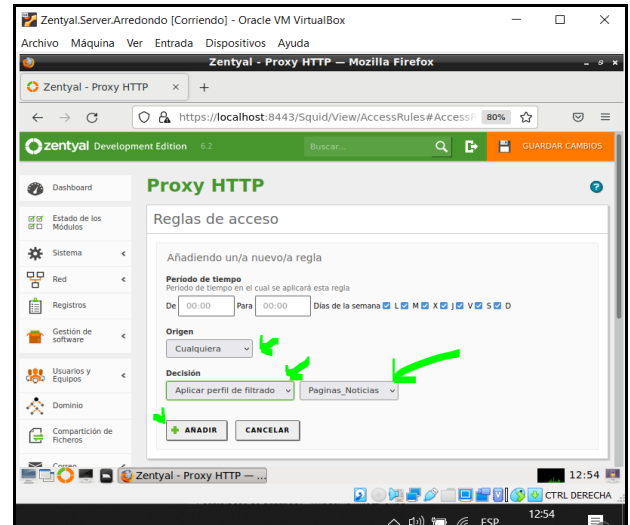 Zentyal.Server.Arredondo [Corriendo] - Oracle VM VirtualBox
Archivo Máquina Ver Entrada Dispositivos Ayuda
Zentyal - Proxy HTTP — Mozilla Firefox
Zentyal - Proxy HTTP × +
https://localhost:8443/Squid/View/AccessRules#AccessR 80%
zentyal Development Edition 6.2 Buscar... GUARDAR CAMBIOS
Dashboard
Proxy HTTP
Estado de los Módulos
Reglas de acceso
Sistema
Añadiendo un/a nuevo/a regla
Red
Período de tiempo
Período de tiempo en el cual se aplicará esta regla
Registros
De 00:00 Para 00:00 Días de la semana L M X J V S D
Gestión de software
Origen
Cualquiera
Usuarios y Equipos
Decisión
Aplicar perfil de filtrado Paginas_Noticias
Dominio
Compartición de Ficheros
AÑADIR CANCELAR
Correo
Zentyal - Proxy HTTP — ... 12:54
CTRL DERECHA
ESP 12:54